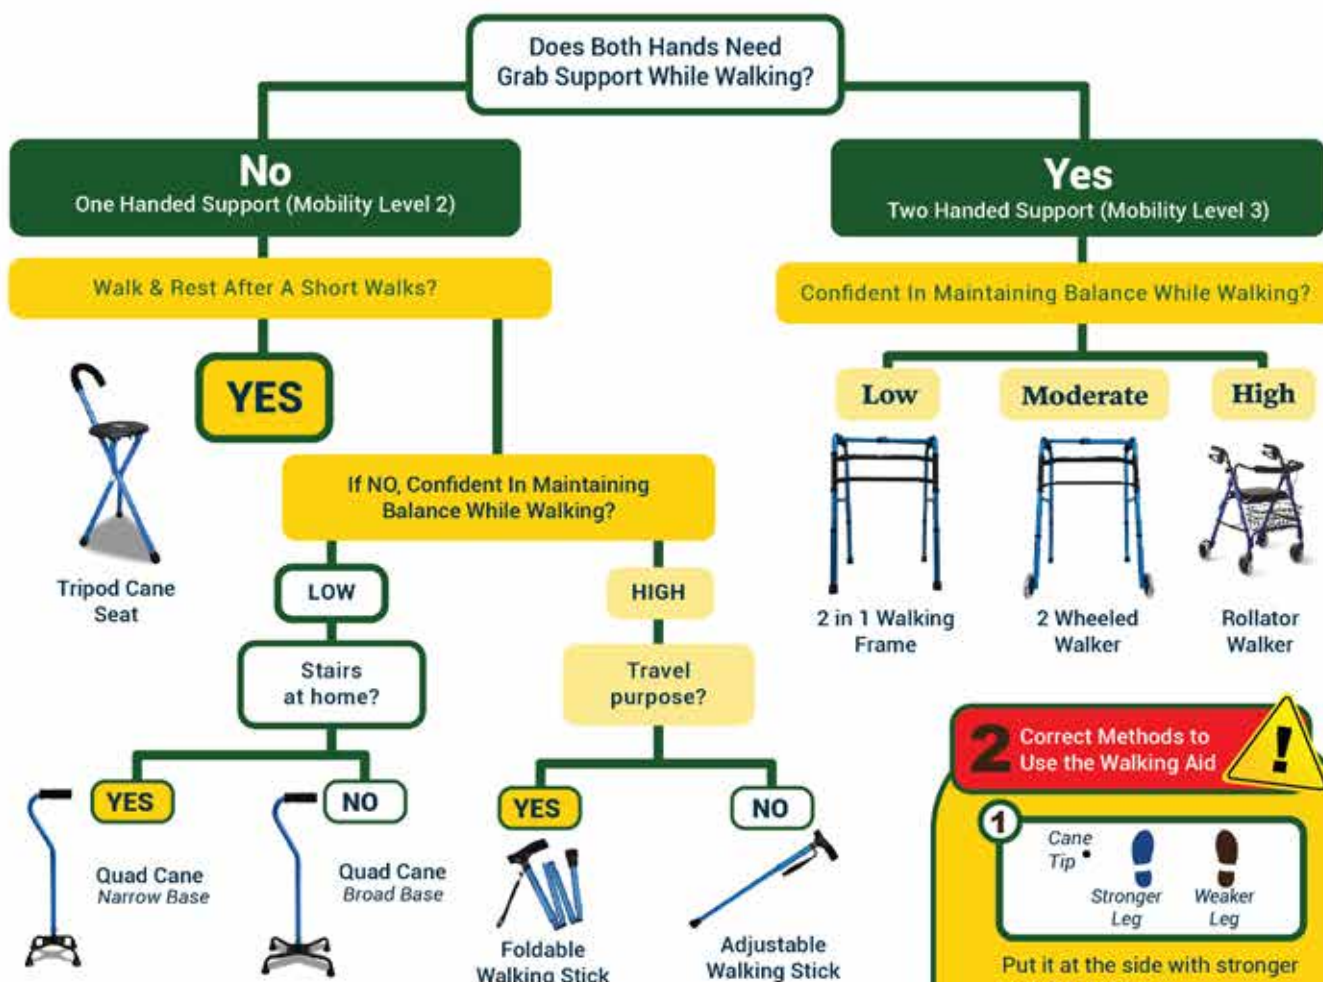 Does Both Hands Need
Grab Support While Walking?
No
One Handed Support (Mobility Level 2)
Yes
Two Handed Support (Mobility Level 3)
Walk & Rest After A Short Walks?
Confident In Maintaining Balance While Walking?
YES
Low
Moderate
High
If NO, Confident In Maintaining
Balance While Walking?
Tripod Cane
Seat
LOW
HIGH
2 in 1 Walking
Frame
2 Wheeled
Walker
Rollator
Walker
Stairs
at home?
Travel
purpose?
YES
NO
YES
NO
Quad Cane
Narrow Base
Quad Cane
Broad Base
Foldable
Walking Stick
Adjustable
Walking Stick
2
Correct Methods to
Use the Walking Aid
!
1
Cane
Tip
Stronger
Leg
Weaker
Leg
Put it at the side with stronger